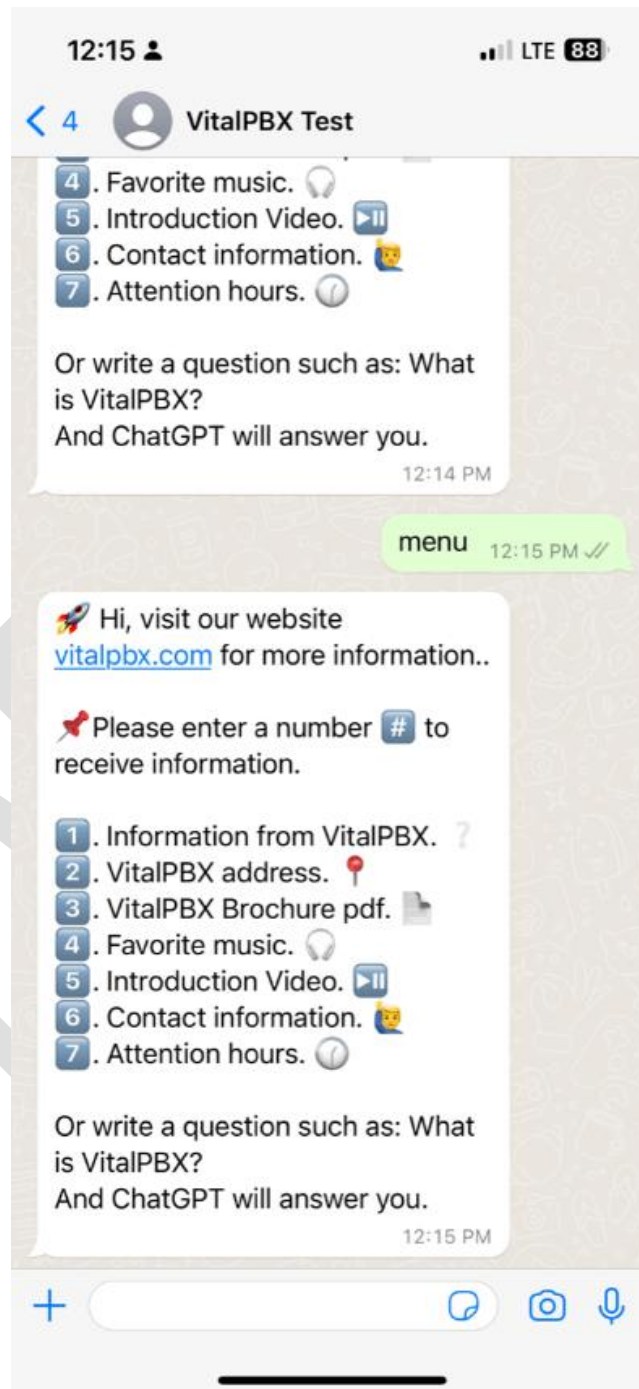 12:15 LTE 88
4 VitalPBX Test
4. Favorite music. 🎧
5. Introduction Video. ⏯️
6. Contact information. 🙋‍♂️
7. Attention hours. 🕜
Or write a question such as: What
is VitalPBX?
And ChatGPT will answer you.
12:14 PM
menu 12:15 PM
🚀 Hi, visit our website
vitalpbx.com for more information..
📌Please enter a number #️⃣ to
receive information.
1️⃣. Information from VitalPBX. ❔
2️⃣. VitalPBX address. 📍
3️⃣. VitalPBX Brochure pdf. 📄
4️⃣. Favorite music. 🎧
5️⃣. Introduction Video. ⏯️
6️⃣. Contact information. 🙋‍♂️
7️⃣. Attention hours. 🕜
Or write a question such as: What
is VitalPBX?
And ChatGPT will answer you.
12:15 PM